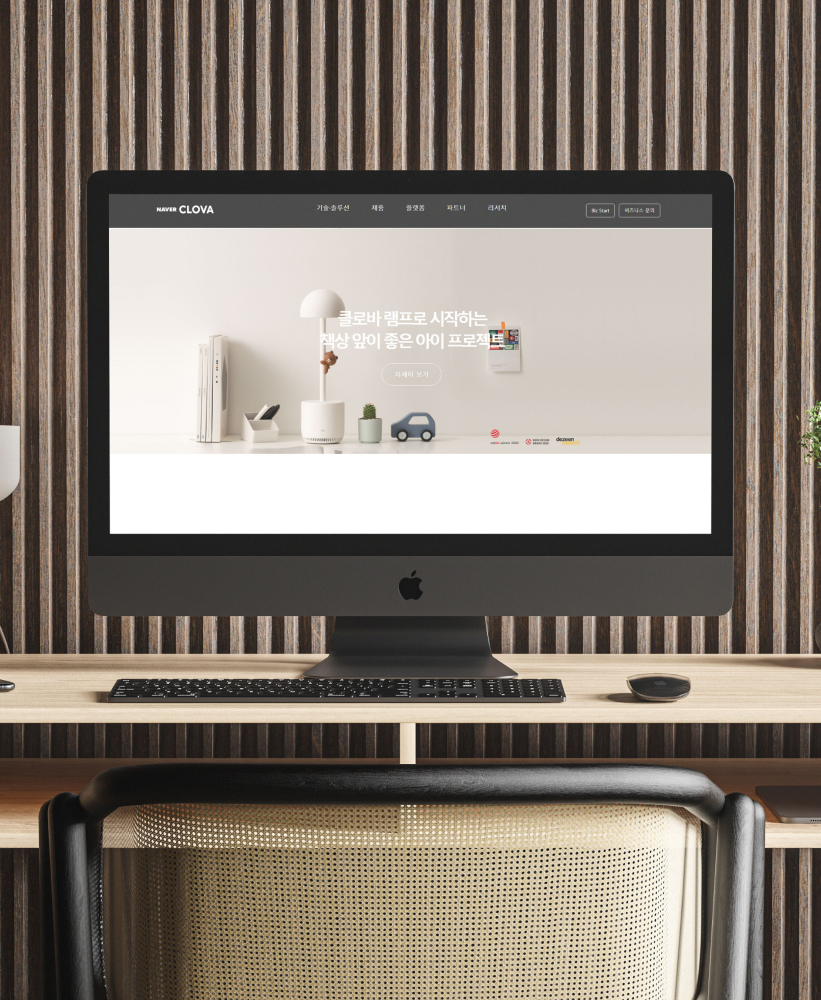 NAVER CLOVA
기술·솔루션 제품 플랫폼 파트너 리서치
Biz Start 비즈니스 문의
클로바 램프로 시작하는
책상 앞이 좋은 아이 프로젝트
자세히 보기
dezeen